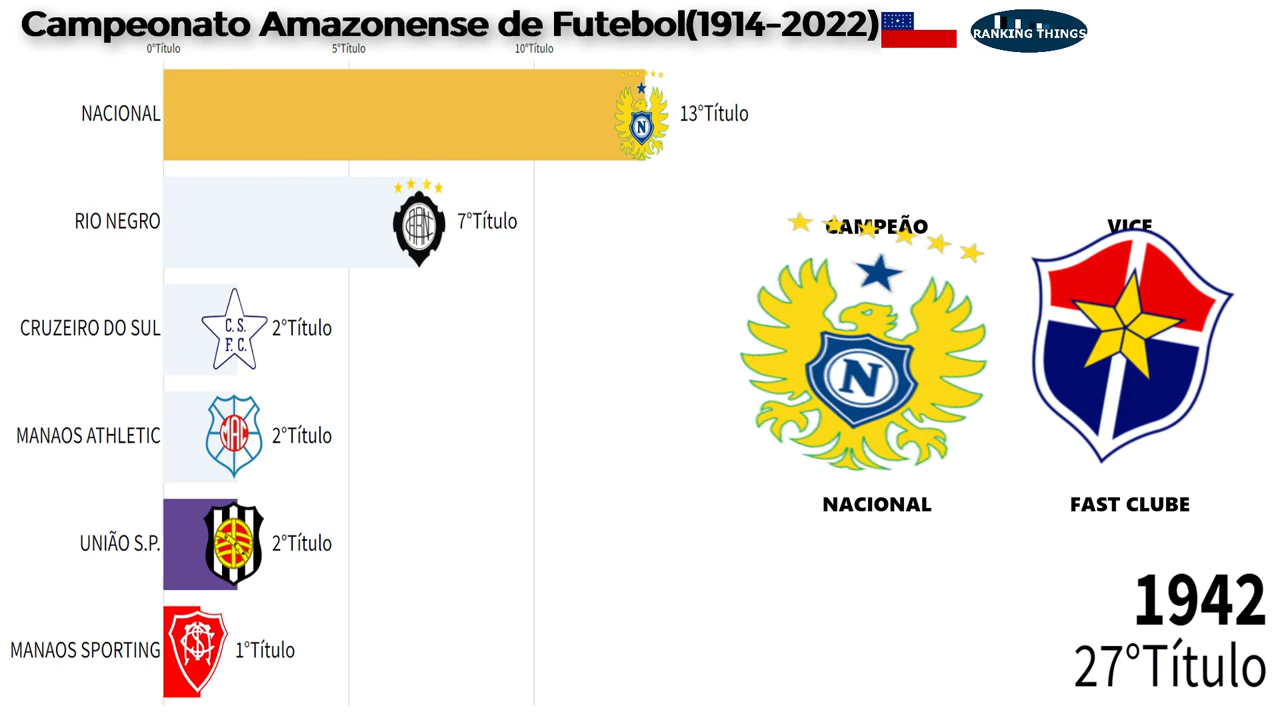 Campeonato Amazonense de Futebol(1914-2022)
RANKING THINGS
0°Título 5°Título 10°Título
NACIONAL 13°Título
N
RIO NEGRO 7°Título
CRUZEIRO DO SUL 2°Título
C. S.
F. C.
MANAOS ATHLETIC 2°Título
MAC
UNIÃO S.P. 2°Título
MANAOS SPORTING 1°Título
CAMPEÃO VICE
N
NACIONAL FAST CLUBE
1942
27°Título